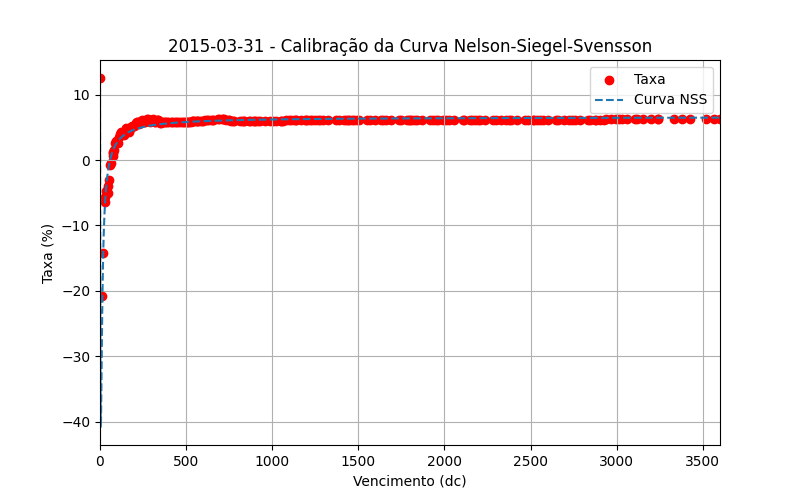 2015-03-31 - Calibração da Curva Nelson-Siegel-Svensson
Taxa
Curva NSS
Taxa (%)
10
0
−10
−20
−30
−40
0 500 1000 1500 2000 2500 3000 3500
Vencimento (dc)